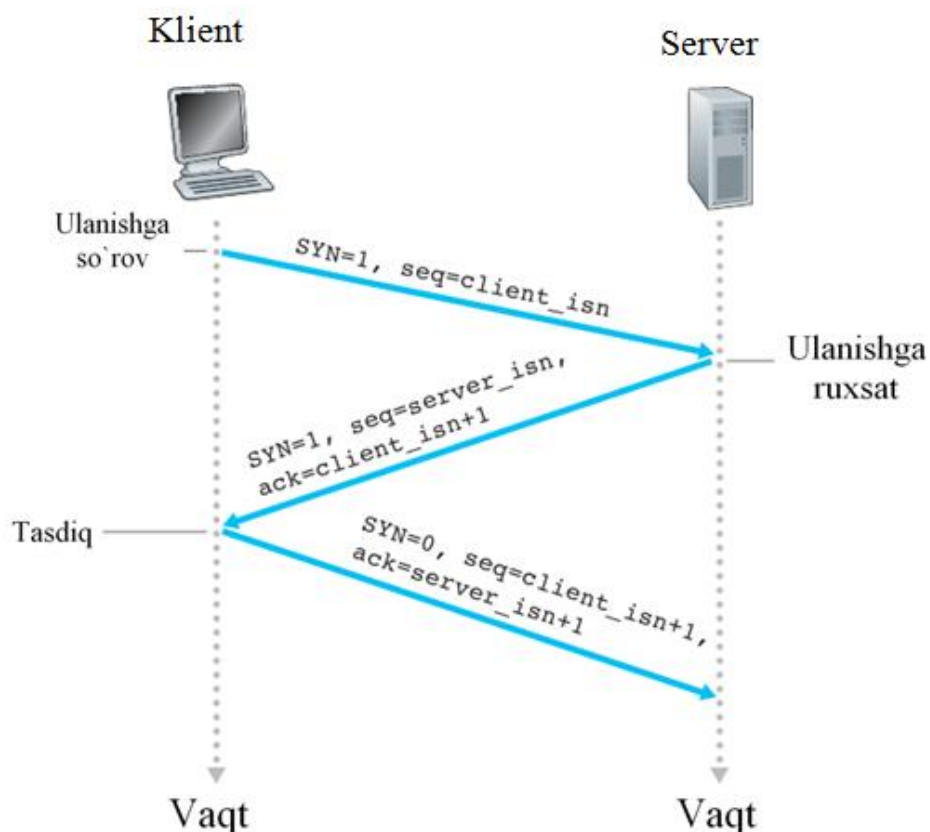 Klient
Server
Ulanishga
so`rov
SYN=1, seq=client_isn
Ulanishga
ruxsat
SYN=1, seq=server_isn,
ack=client_isn+1
Tasdiq
SYN=0, seq=client_isn+1,
ack=server_isn+1
Vaqt
Vaqt